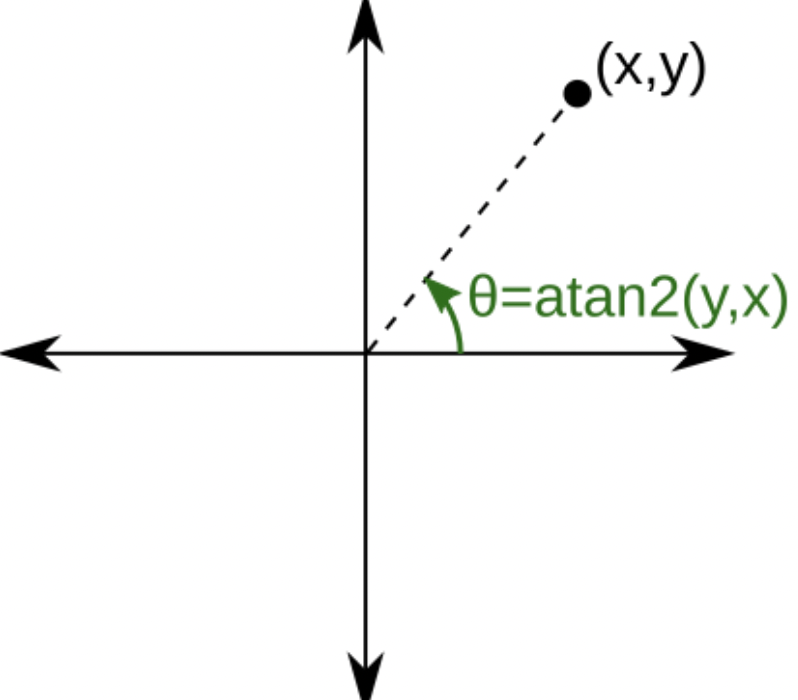 (x,y)
θ=atan2(y,x)